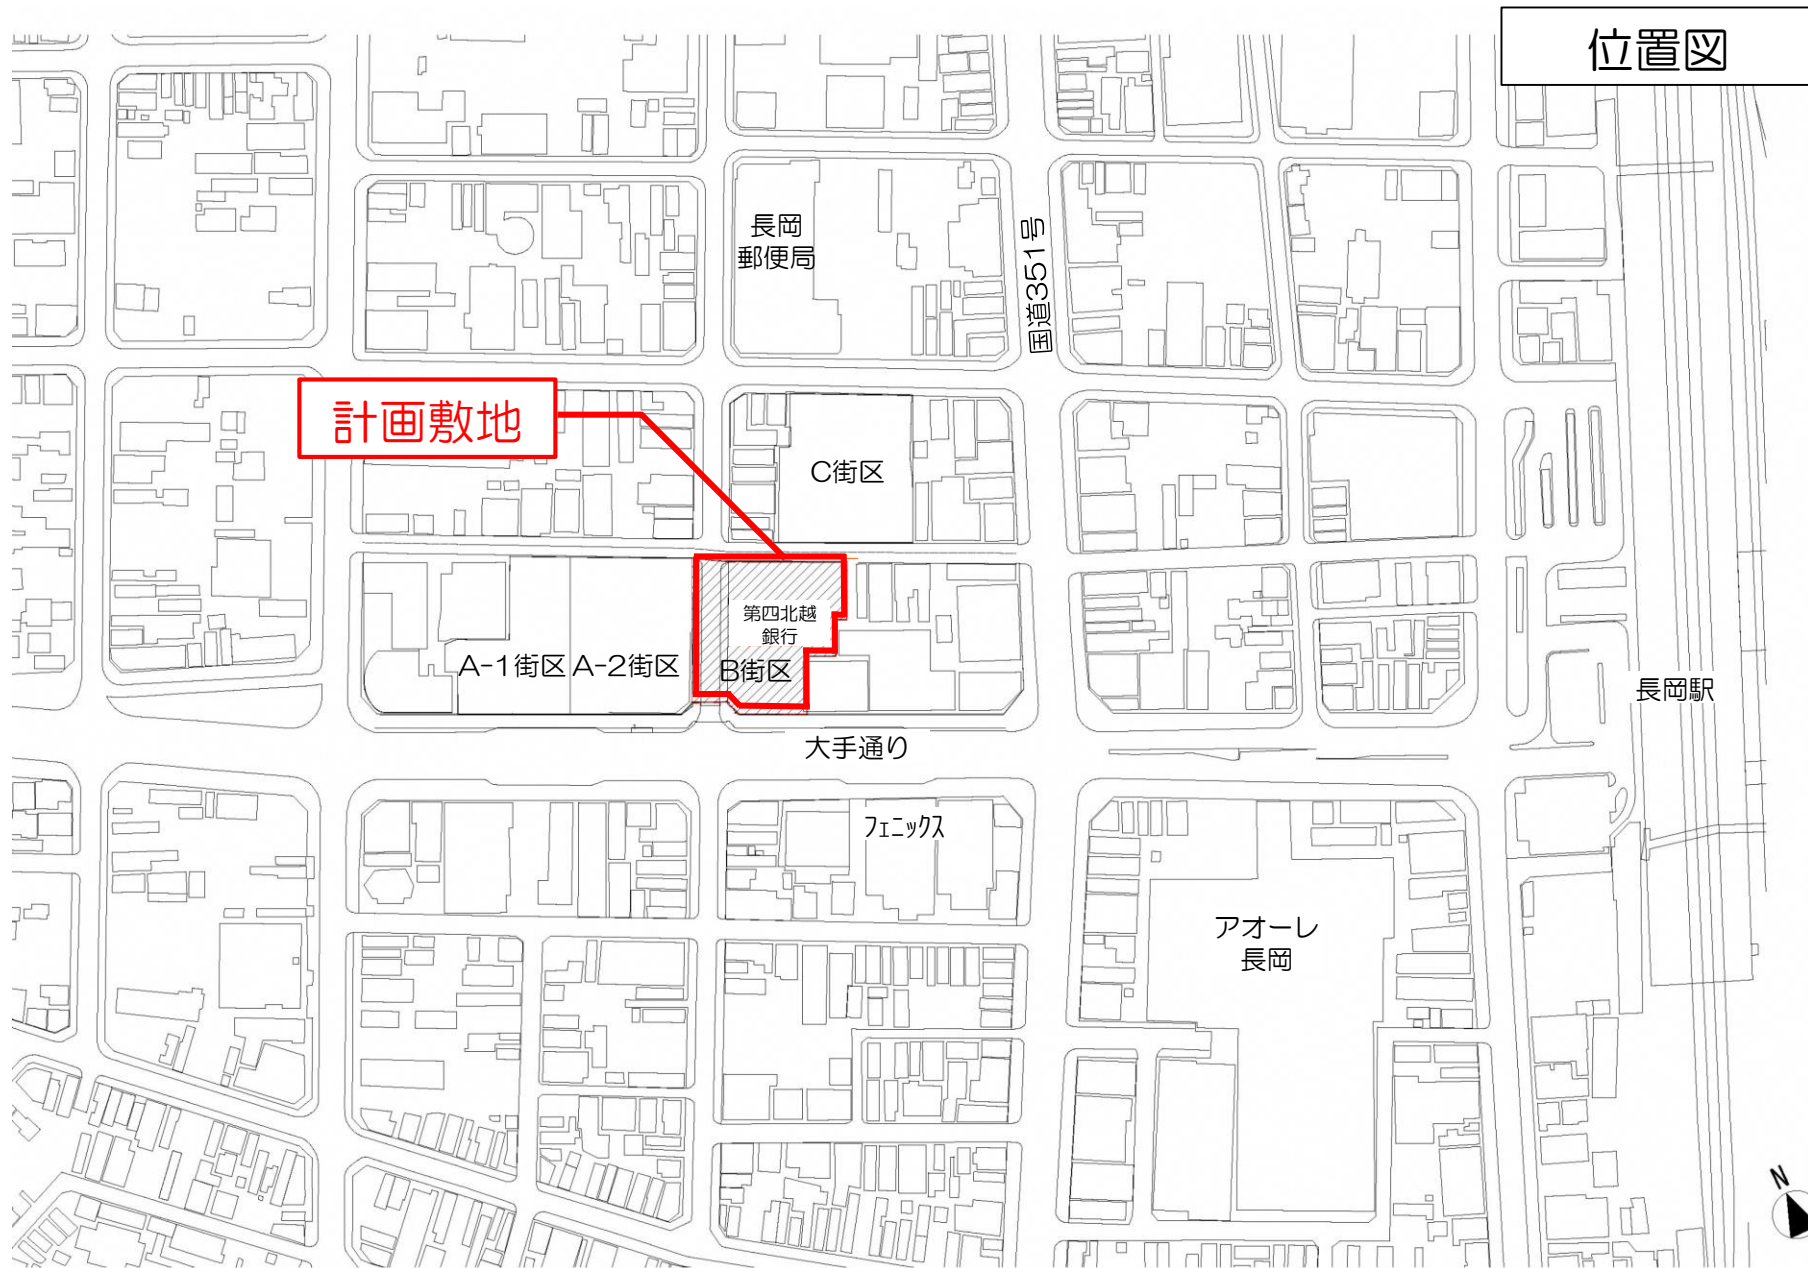 位置図
長岡
郵便局
国道351号
計画敷地
C街区
第四北越
銀行
A-1街区
A-2街区
B街区
長岡駅
大手通り
フェニックス
アオーレ
長岡
N